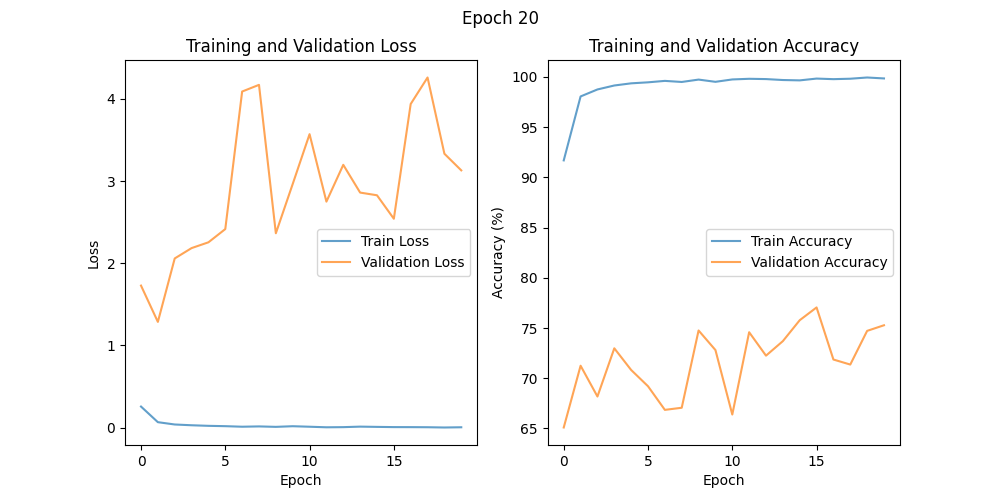 Epoch 20
Training and Validation Loss
4
3
2
1
0
Loss
Train Loss
Validation Loss
0 5 10 15
Epoch
Training and Validation Accuracy
100
95
90
85
80
75
70
65
Accuracy (%)
Train Accuracy
Validation Accuracy
0 5 10 15
Epoch